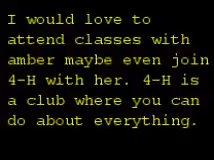 I would love to
attend classes with
amber maybe even join
4-H with her. 4-H is
a club where you can
do about everything.